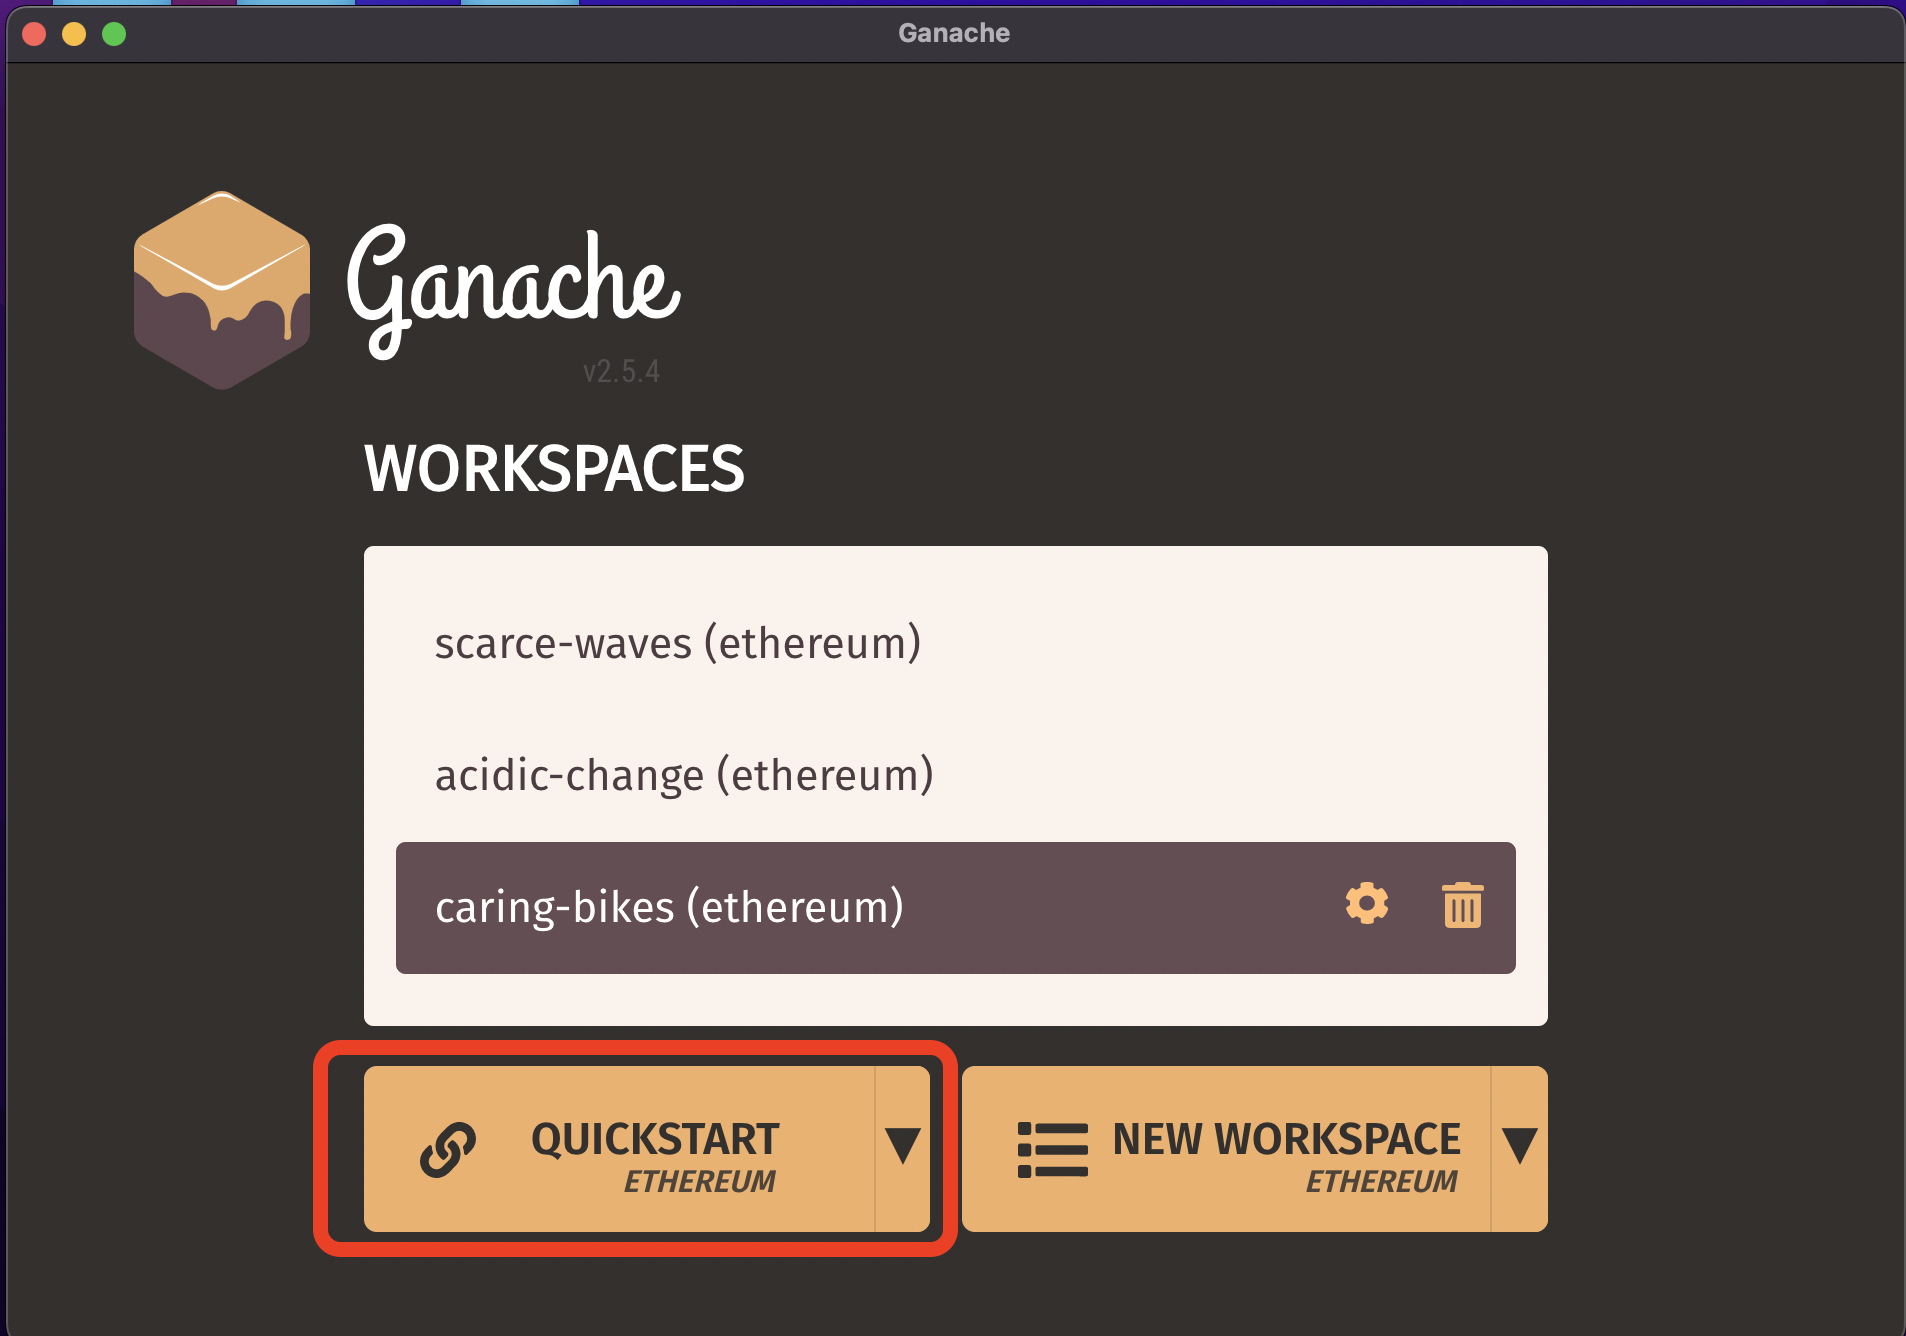 Ganache
Ganache
v2.5.4
WORKSPACES
scarce-waves (ethereum)
acidic-change (ethereum)
caring-bikes (ethereum)
QUICKSTART
ETHEREUM
NEW WORKSPACE
ETHEREUM